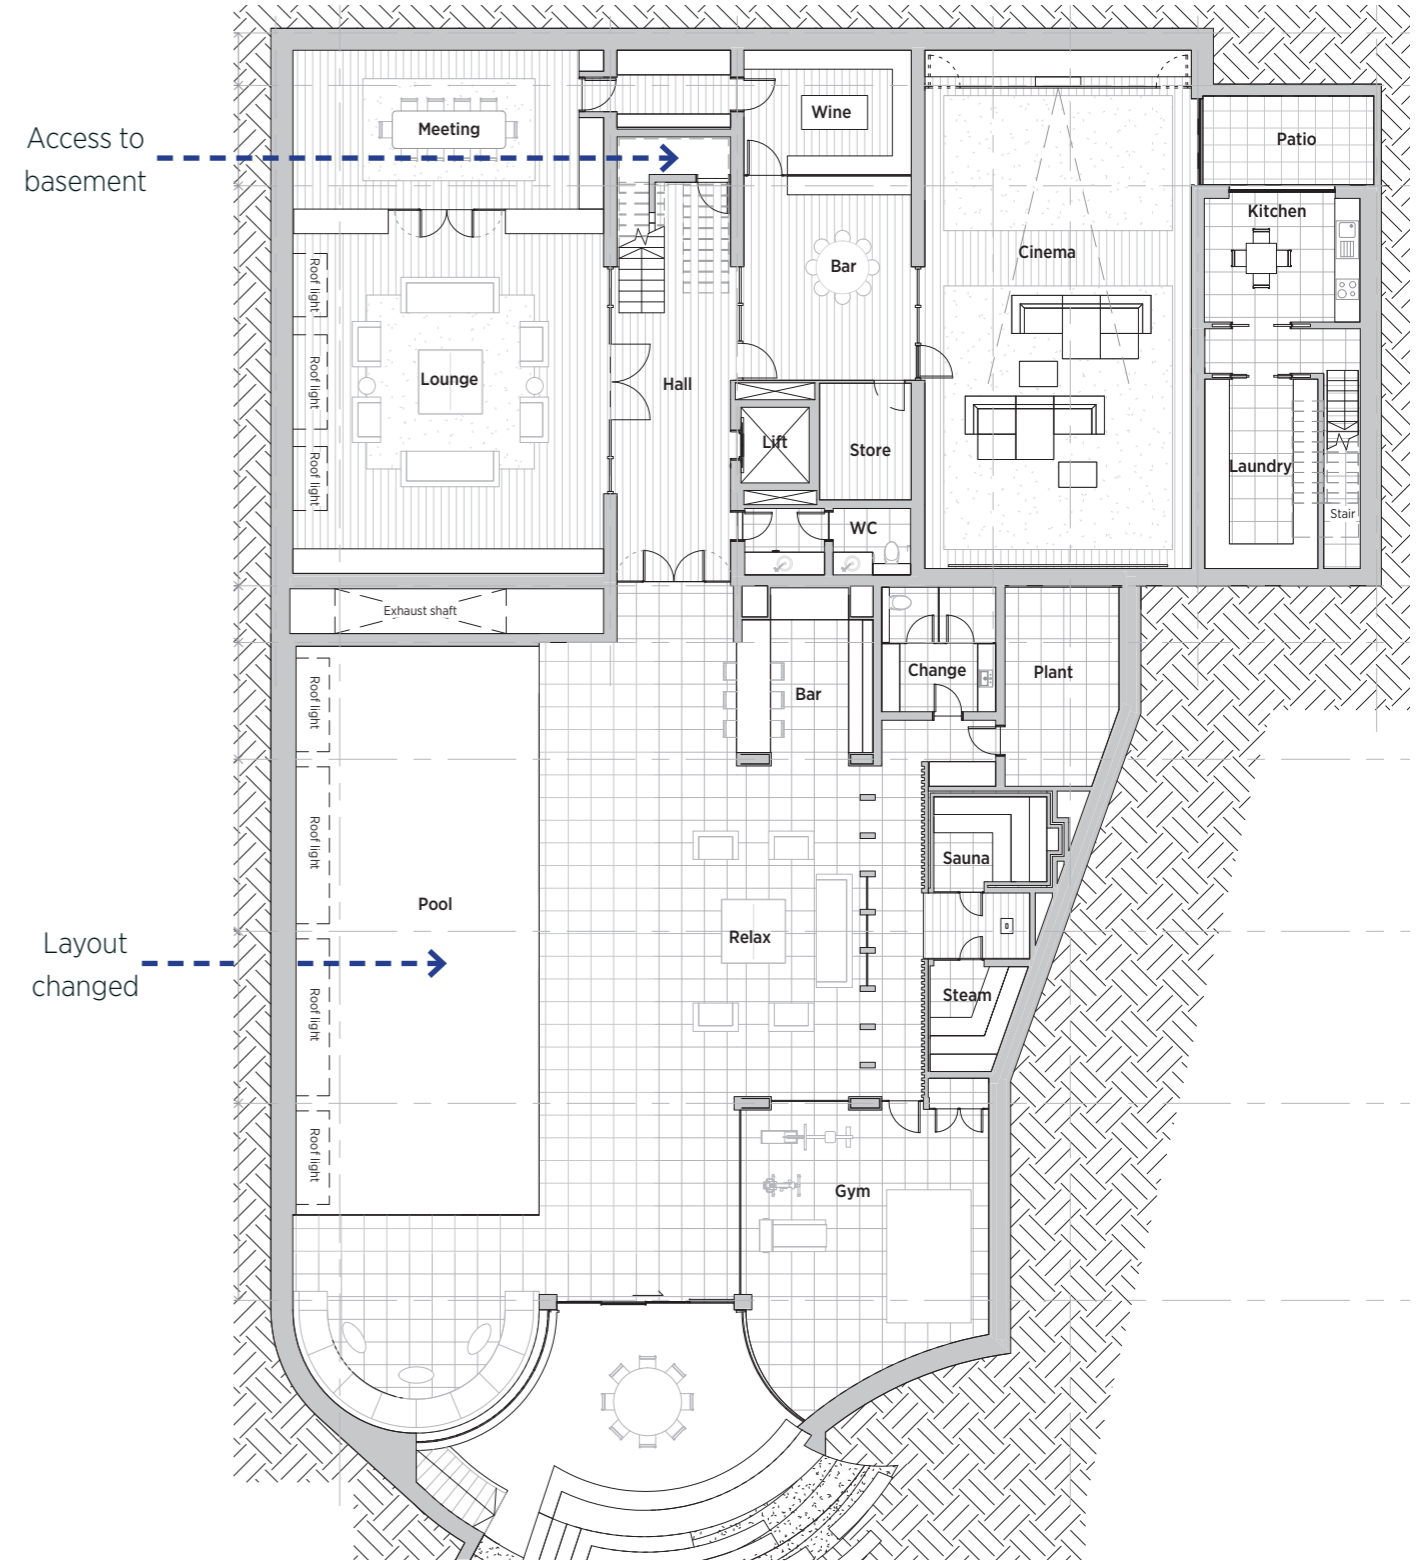 Access to
basement
Meeting
Wine
Patio
Kitchen
Bar
Cinema
Roof light
Roof light
Roof light
Lounge
Hall
Lift
Store
Laundry
Stair
WC
Exhaust shaft
Change
Plant
Bar
Roof light
Roof light
Roof light
Roof light
Sauna
Pool
Relax
Layout
changed
Steam
Gym